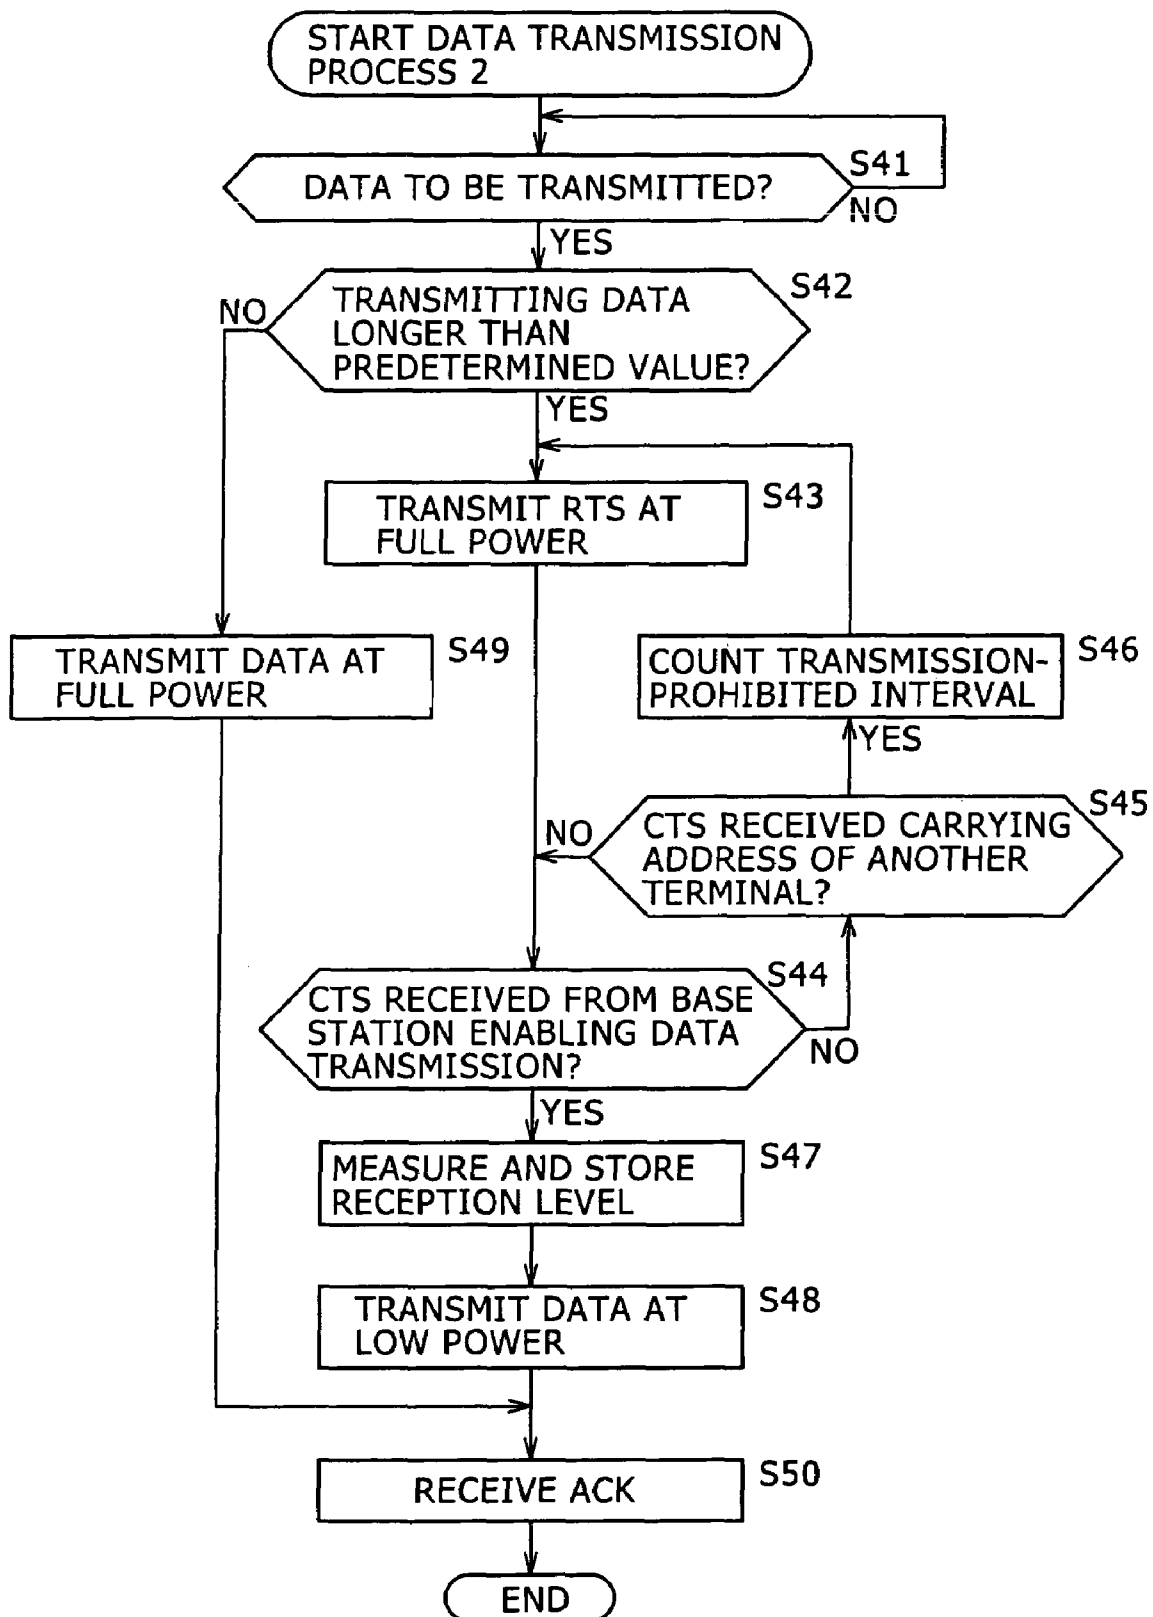 START DATA TRANSMISSION
PROCESS 2
S41
DATA TO BE TRANSMITTED?
NO
YES
S42
NO
TRANSMITTING DATA
LONGER THAN
PREDETERMINED VALUE?
YES
S43
TRANSMIT RTS AT
FULL POWER
S49
TRANSMIT DATA AT
FULL POWER
S46
COUNT TRANSMISSION-
PROHIBITED INTERVAL
YES
S45
NO
CTS RECEIVED CARRYING
ADDRESS OF ANOTHER
TERMINAL?
S44
CTS RECEIVED FROM BASE
STATION ENABLING DATA
TRANSMISSION?
NO
YES
S47
MEASURE AND STORE
RECEPTION LEVEL
S48
TRANSMIT DATA AT
LOW POWER
S50
RECEIVE ACK
END